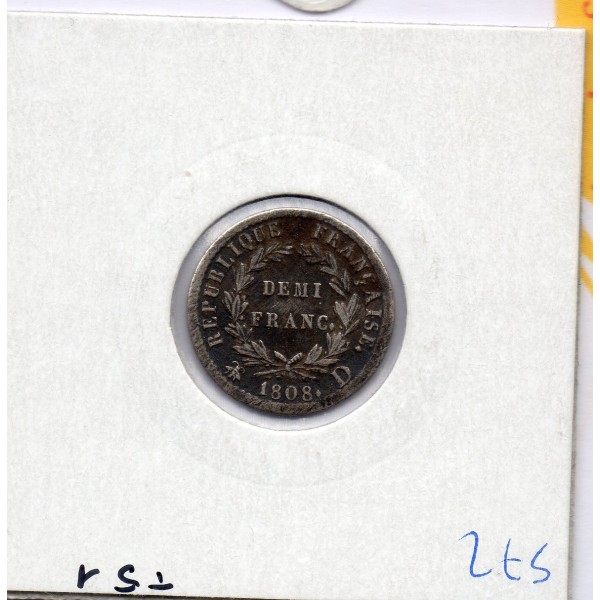 REPUBLIQUE FRANÇAISE.
DEMI
FRANC.
1808
D